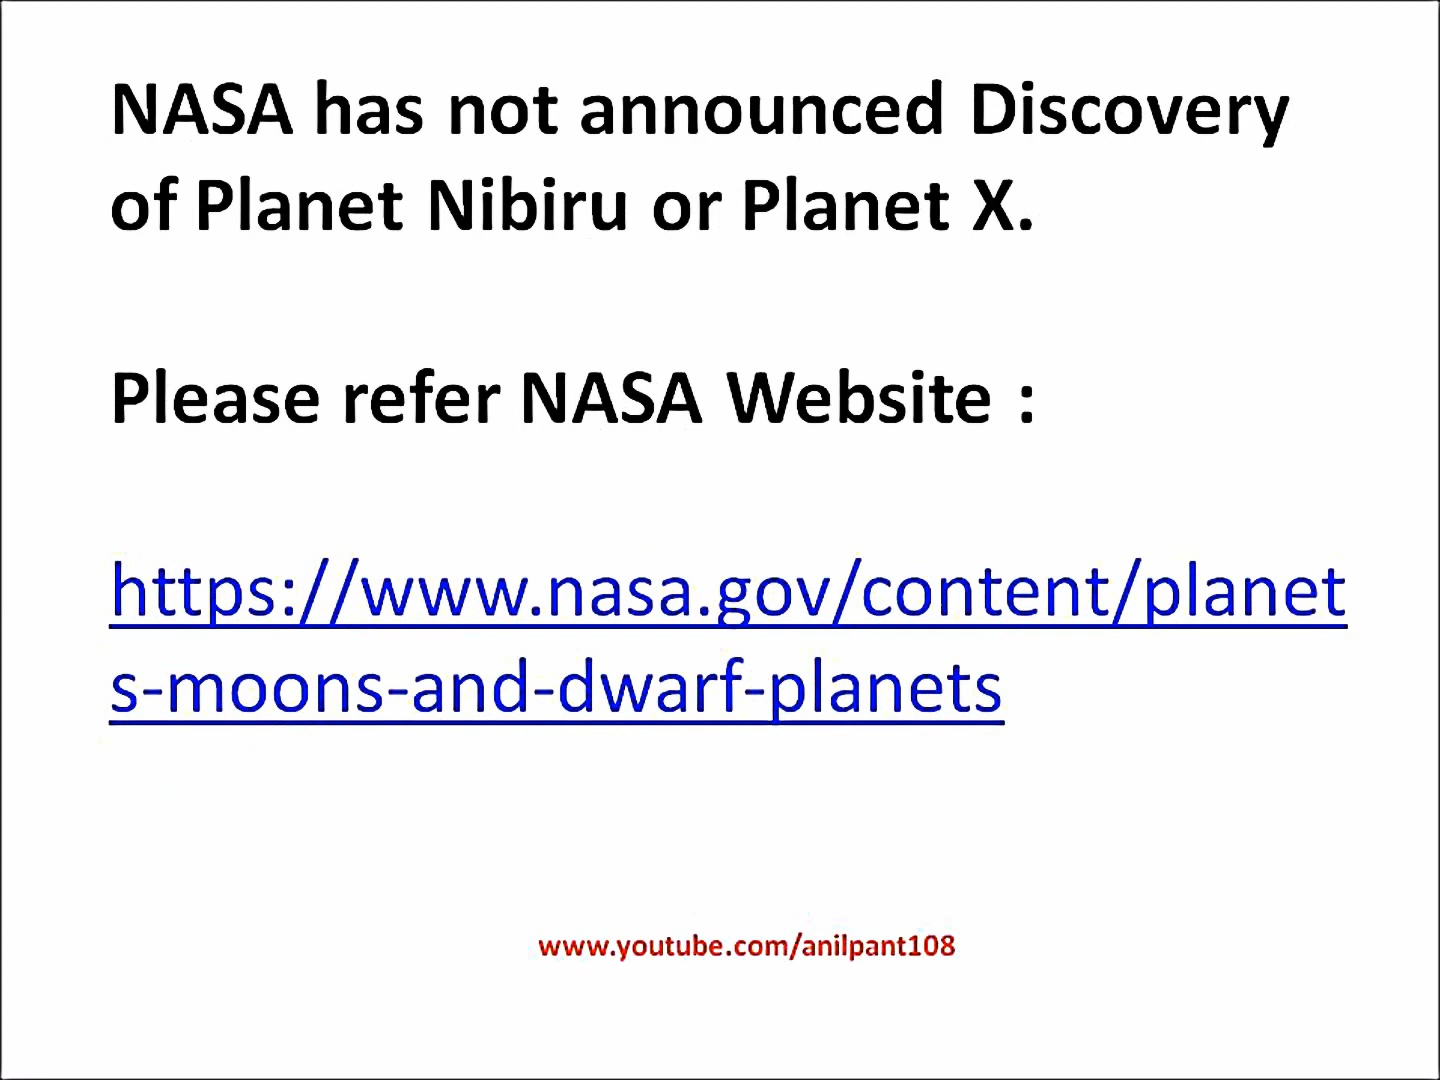 NASA has not announced Discovery
of Planet Nibiru or Planet X.
Please refer NASA Website :
https://www.nasa.gov/content/planet
s-moons-and-dwarf-planets
www.youtube.com/anilpant108